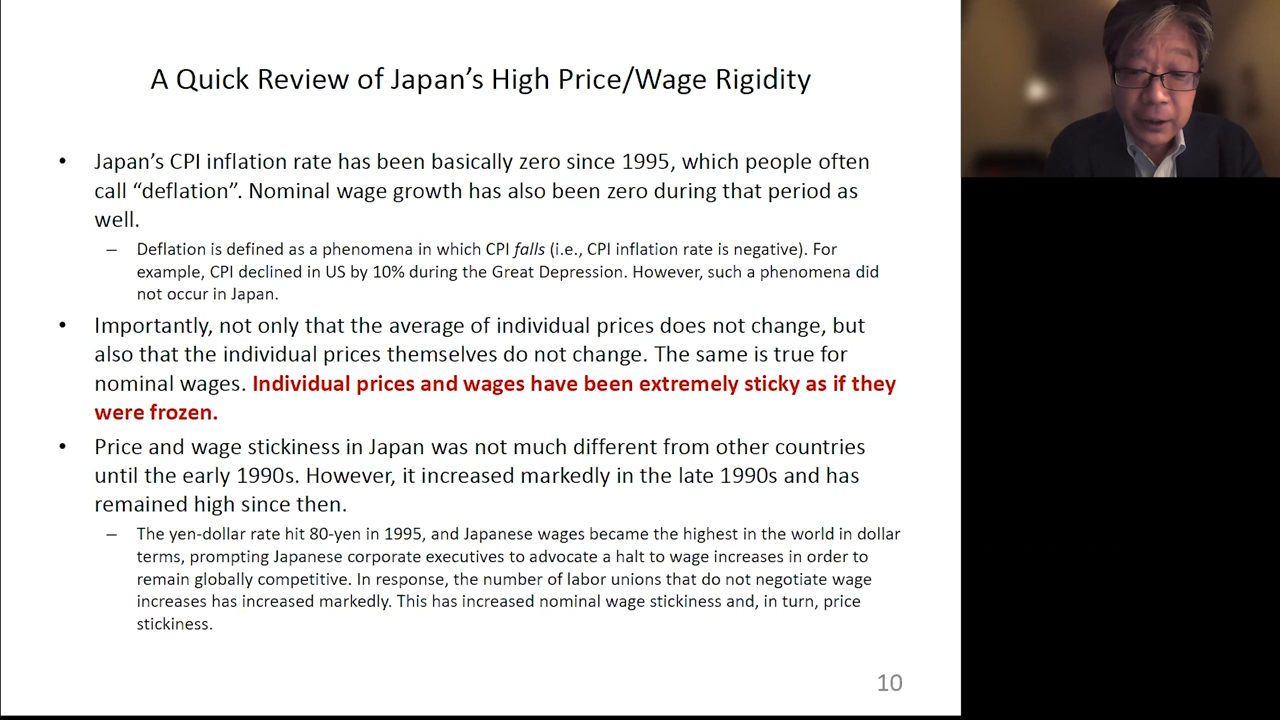 A Quick Review of Japan’s High Price/Wage Rigidity
• Japan’s CPI inflation rate has been basically zero since 1995, which people often
call “deflation”. Nominal wage growth has also been zero during that period as
well.
– Deflation is defined as a phenomena in which CPI falls (i.e., CPI inflation rate is negative). For
example, CPI declined in US by 10% during the Great Depression. However, such a phenomena did
not occur in Japan.
• Importantly, not only that the average of individual prices does not change, but
also that the individual prices themselves do not change. The same is true for
nominal wages. Individual prices and wages have been extremely sticky as if they
were frozen.
• Price and wage stickiness in Japan was not much different from other countries
until the early 1990s. However, it increased markedly in the late 1990s and has
remained high since then.
– The yen-dollar rate hit 80-yen in 1995, and Japanese wages became the highest in the world in dollar
terms, prompting Japanese corporate executives to advocate a halt to wage increases in order to
remain globally competitive. In response, the number of labor unions that do not negotiate wage
increases has increased markedly. This has increased nominal wage stickiness and, in turn, price
stickiness.
10